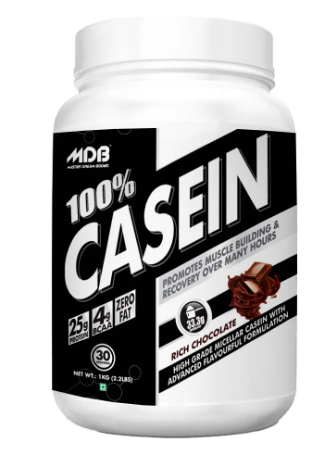 MDB
MASTER DREAM BODIES
100%
CASEIN
PROMOTES MUSCLE BUILDING &
RECOVERY OVER MANY HOURS
25g
PROTEIN
4g
BCAA
ZERO
FAT
33.3g
RICH CHOCOLATE
30
HIGH GRADE MICELLAR CASEIN WITH
ADVANCED FLAVOURFUL FORMULATION
NET WT.: 1KG (2.2LBS)